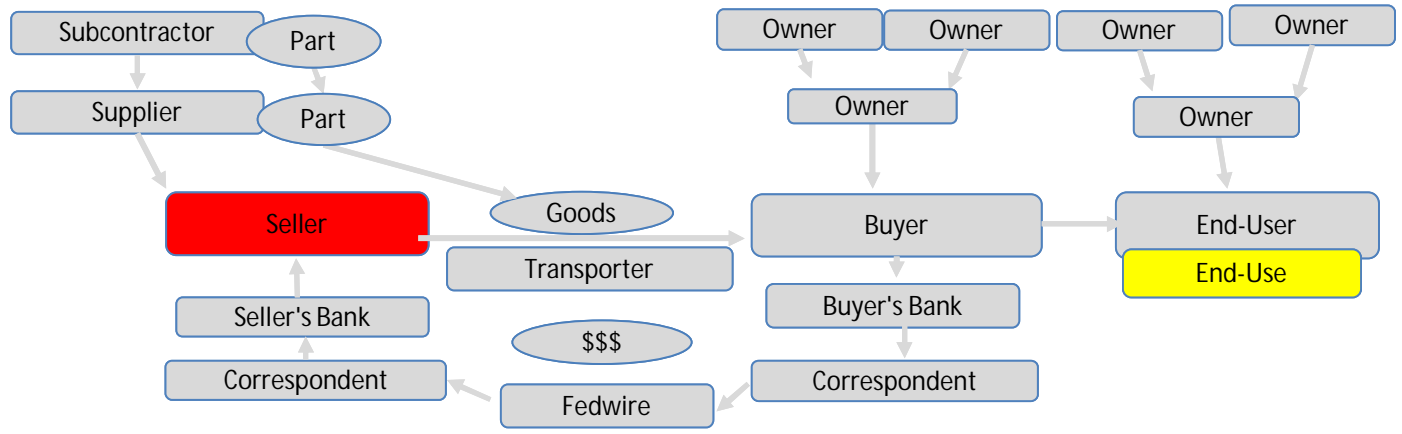 Subcontractor
Part
Owner
Owner
Owner
Owner
Supplier
Part
Owner
Owner
Seller
Goods
Buyer
End-User
Transporter
End-Use
Seller's Bank
Buyer's Bank
$$$
Correspondent
Correspondent
Fedwire